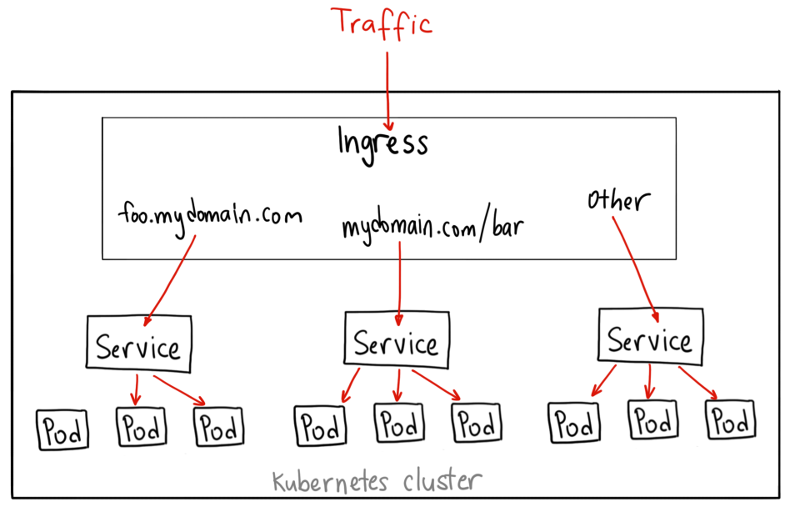 Traffic
Ingress
foo.mydomain.com
mydomain.com/bar
other
Service
Service
Service
Pod
Pod
Pod
Pod
Pod
Pod
Pod
Pod
Pod
Kubernetes cluster